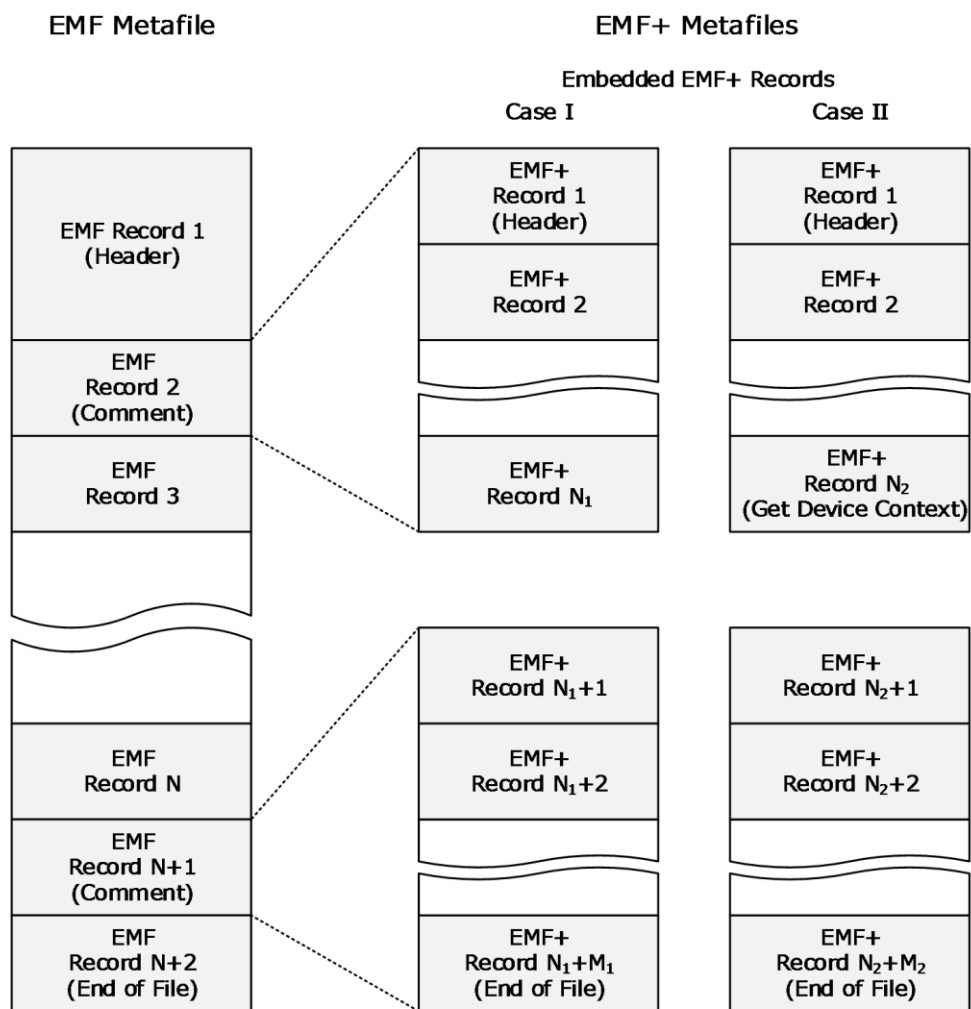 EMF Metafile
EMF+ Metafiles
Embedded EMF+ Records
Case I
Case II
EMF Record 1
(Header)
EMF
Record 2
(Comment)
EMF
Record 3
EMF
Record N
EMF
Record N+1
(Comment)
EMF
Record N+2
(End of File)
EMF+
Record 1
(Header)
EMF+
Record 2
EMF+
Record N₁
EMF+
Record N₁+1
EMF+
Record N₁+2
EMF+
Record N₁+M₁
(End of File)
EMF+
Record 1
(Header)
EMF+
Record 2
EMF+
Record N₂
(Get Device Context)
EMF+
Record N₂+1
EMF+
Record N₂+2
EMF+
Record N₂+M₂
(End of File)